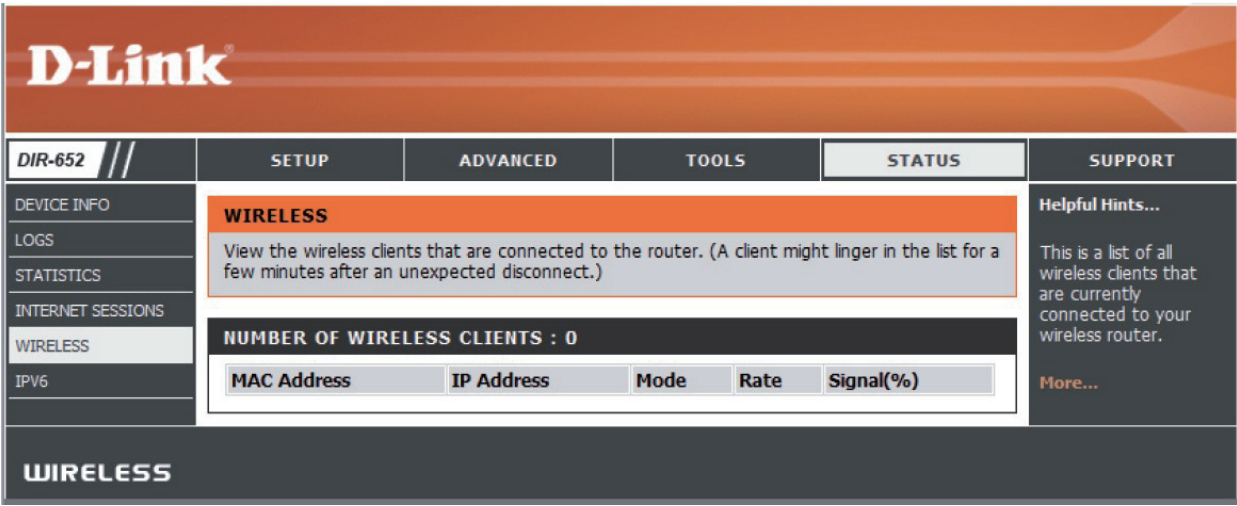 D-Link®
DIR-652
SETUP
ADVANCED
TOOLS
STATUS
SUPPORT
DEVICE INFO
LOGS
STATISTICS
INTERNET SESSIONS
WIRELESS
IPV6
WIRELESS
View the wireless clients that are connected to the router. (A client might linger in the list for a
few minutes after an unexpected disconnect.)
NUMBER OF WIRELESS CLIENTS : 0
MAC Address IP Address Mode Rate Signal(%)
Helpful Hints...
This is a list of all
wireless clients that
are currently
connected to your
wireless router.
More...
WIRELESS